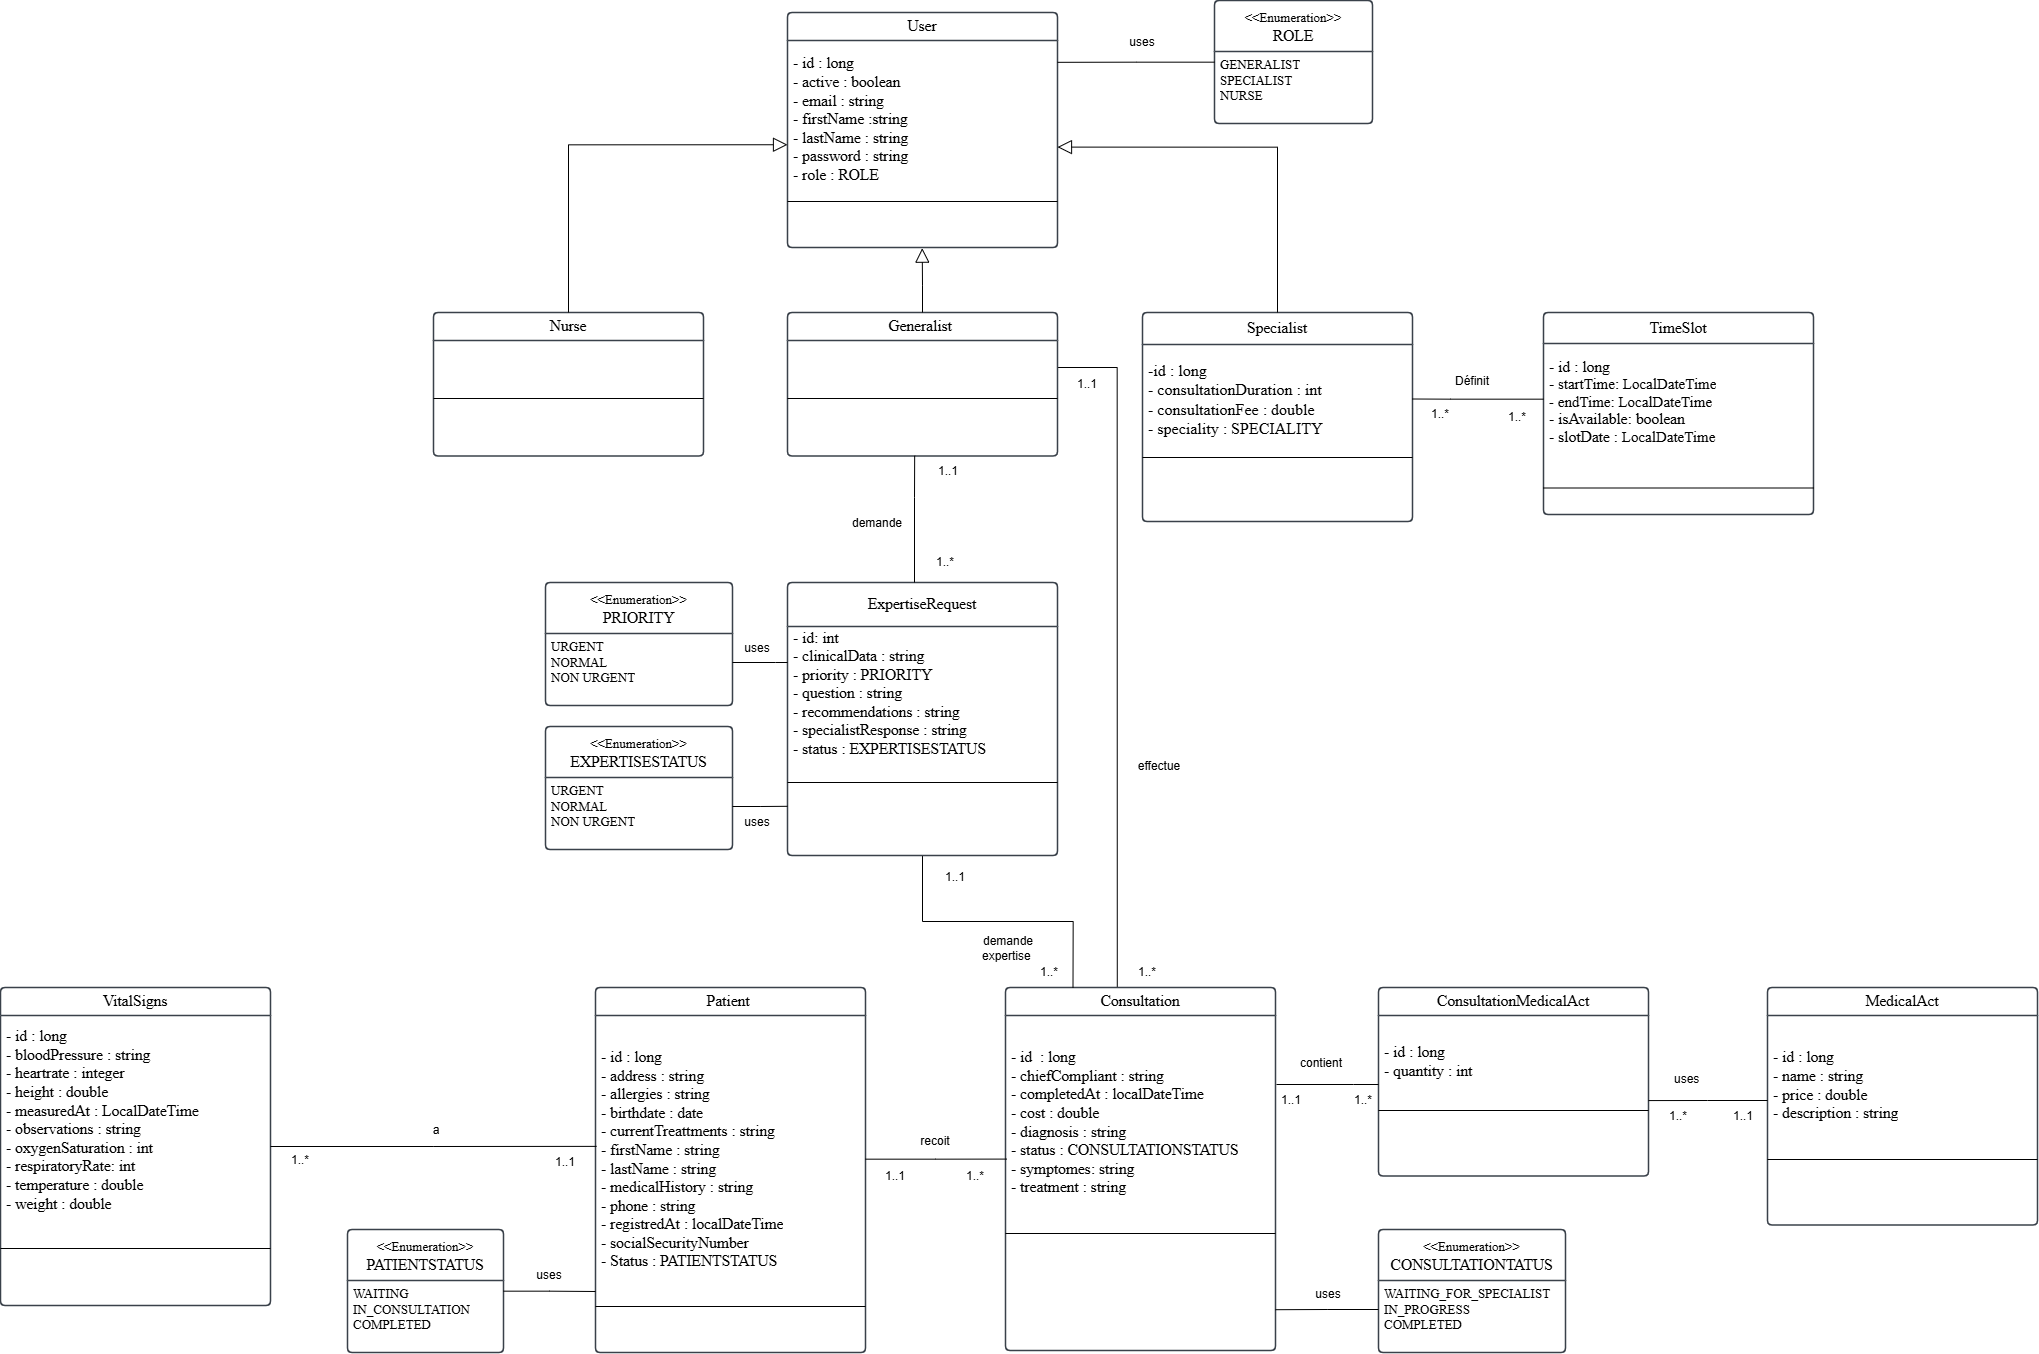 User
- id : long
- active : boolean
- email : string
- firstName :string
- lastName : string
- password : string
- role : ROLE
uses
<<Enumeration>>
ROLE
GENERALIST
SPECIALIST
NURSE
Nurse
Generalist
1..1
Specialist
-id : long
- consultationDuration : int
- consultationFee : double
- speciality : SPECIALITY
Définit
1..*
1..*
TimeSlot
- id : long
- startTime: LocalDateTime
- endTime: LocalDateTime
- isAvailable: boolean
- slotDate : LocalDateTime
1..1
demande
1..*
<<Enumeration>>
PRIORITY
URGENT
NORMAL
NON URGENT
uses
ExpertiseRequest
- id: int
- clinicalData : string
- priority : PRIORITY
- question : string
- recommendations : string
- specialistResponse : string
- status : EXPERTISESTATUS
<<Enumeration>>
EXPERTISESTATUS
URGENT
NORMAL
NON URGENT
uses
effectue
1..1
demande
expertise
1..*
1..*
VitalSigns
- id : long
- bloodPressure : string
- heartrate : integer
- height : double
- measuredAt : LocalDateTime
- observations : string
- oxygenSaturation : int
- respiratoryRate: int
- temperature : double
- weight : double
a
1..*
1..1
Patient
- id : long
- address : string
- allergies : string
- birthdate : date
- currentTreattments : string
- firstName : string
- lastName : string
- medicalHistory : string
- phone : string
- registredAt : localDateTime
- socialSecurityNumber
- Status : PATIENTSTATUS
recoit
1..1
1..*
Consultation
- id  : long
- chiefCompliant : string
- completedAt : localDateTime
- cost : double
- diagnosis : string
- status : CONSULTATIONSTATUS
- symptomes: string
- treatment : string
contient
1..1
1..*
ConsultationMedicalAct
- id : long
- quantity : int
uses
1..*
1..1
MedicalAct
- id : long
- name : string
- price : double
- description : string
<<Enumeration>>
PATIENTSTATUS
WAITING
IN_CONSULTATION
COMPLETED
uses
uses
<<Enumeration>>
CONSULTATIONTATUS
WAITING_FOR_SPECIALIST
IN_PROGRESS
COMPLETED